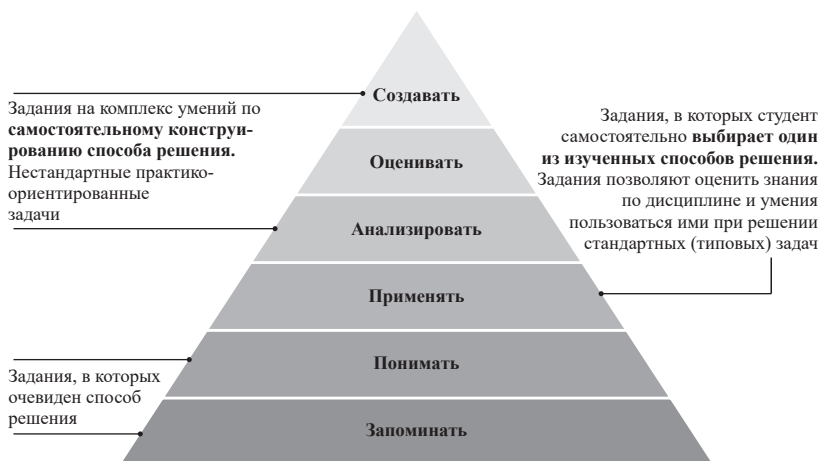 Создавать
Оценивать
Анализировать
Применять
Понимать
Запоминать
Задания на комплекс умений по
самостоятельному конструи-
рованию способа решения.
Нестандартные практико-
ориентированные
задачи
Задания, в которых
очевиден способ
решения
Задания, в которых студент
самостоятельно выбирает один
из изученных способов решения.
Задания позволяют оценить знания
по дисциплине и умения
пользоваться ими при решении
стандартных (типовых) задач